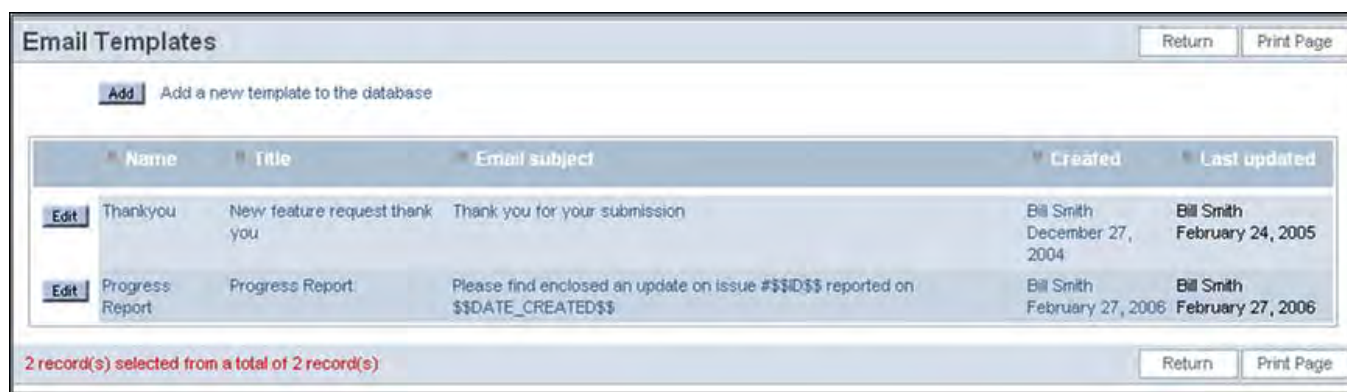 Email Templates
Return Print Page
Add Add a new template to the database
Name Title Email subject Created Last updated
Edit Thankyou New feature request thank Thank you for your submission Bill Smith Bill Smith
you December 27, February 24, 2005
2004
Edit Progress Progress Report Please find enclosed an update on issue #$$ID$$ reported on Bill Smith Bill Smith
Report $$DATE_CREATED$$ February 27, 2006 February 27, 2006
2 record(s) selected from a total of 2 record(s)
Return Print Page